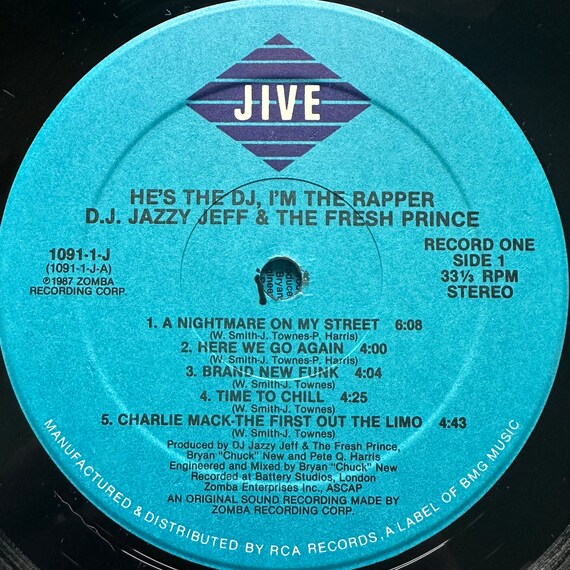 JIVE
HE'S THE DJ, I'M THE RAPPER
D.J. JAZZY JEFF & THE FRESH PRINCE
1091-1-J
(1091-1-J-A)
℗1987 ZOMBA
RECORDING CORP.
RECORD ONE
SIDE 1
33⅓ RPM
STEREO
1. A NIGHTMARE ON MY STREET 6:08
(W. Smith-J. Townes-P. Harris)
2. HERE WE GO AGAIN 4:00
(W. Smith-J. Townes)
3. BRAND NEW FUNK 4:04
(W. Smith-J. Townes)
4. TIME TO CHILL 4:25
(W. Smith-J. Townes)
5. CHARLIE MACK-THE FIRST OUT THE LIMO 4:43
(W. Smith-J. Townes)
Produced by DJ Jazzy Jeff & The Fresh Prince,
Bryan "Chuck" New and Pete Q. Harris
Engineered and Mixed by Bryan "Chuck" New
Recorded at Battery Studios, London
Zomba Enterprises Inc., ASCAP
AN ORIGINAL SOUND RECORDING MADE BY
ZOMBA RECORDING CORP.
MANUFACTURED & DISTRIBUTED BY RCA RECORDS, A LABEL OF BMG MUSIC